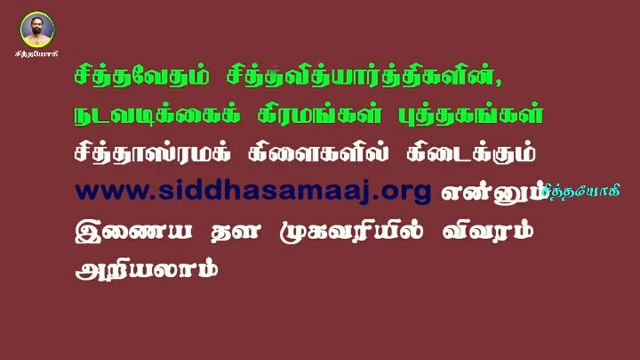 சித்தயோகி
சித்தவேதம் சித்தவித்யார்த்திகளின்,
நடவடிக்கைக் கிரமங்கள் புத்தகங்கள்
சித்தாஸ்ரமக் கிளைகளில் கிடைக்கும்
www.siddhasamaaj.org என்னும் சித்தயோகி
இணைய தள முகவரியில் விவரம்
அறியலாம்